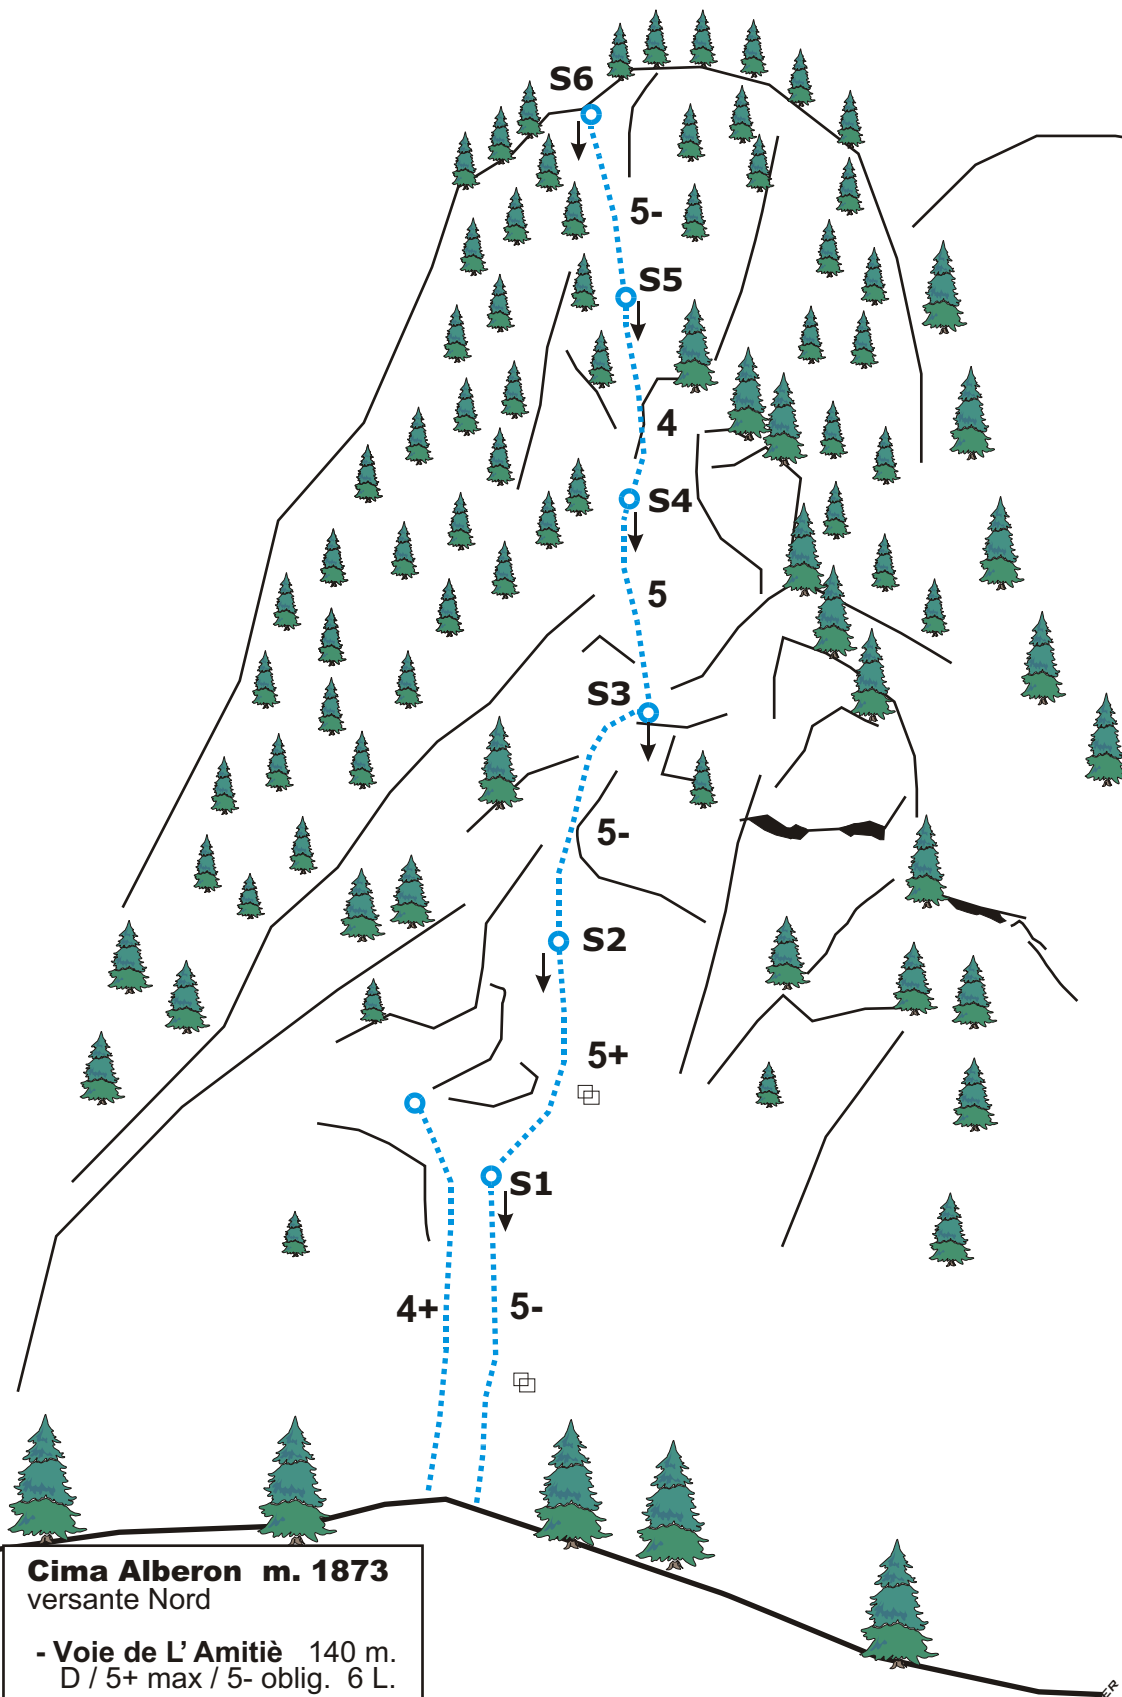 S6
5-
S5
4
S4
5
S3
5-
S2
5+
S1
4+
5-
Cima Alberon m. 1873
versante Nord
- Voie de L' Amitiè 140 m.
D / 5+ max / 5- oblig. 6 L.